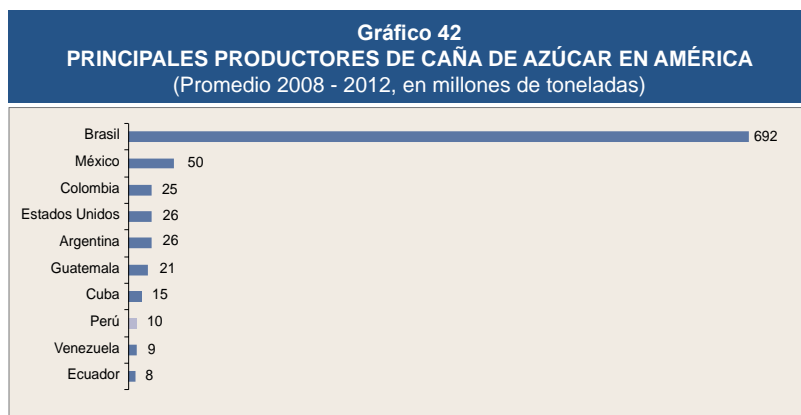 Gráfico 42
PRINCIPALES PRODUCTORES DE CAÑA DE AZÚCAR EN AMÉRICA
(Promedio 2008 - 2012, en millones de toneladas)
Brasil 692
México 50
Colombia 25
Estados Unidos 26
Argentina 26
Guatemala 21
Cuba 15
Perú 10
Venezuela 9
Ecuador 8